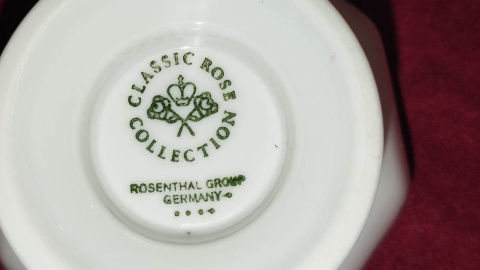 CLASSIC ROSE
COLLECTION
ROSENTHAL GROUP
GERMANY